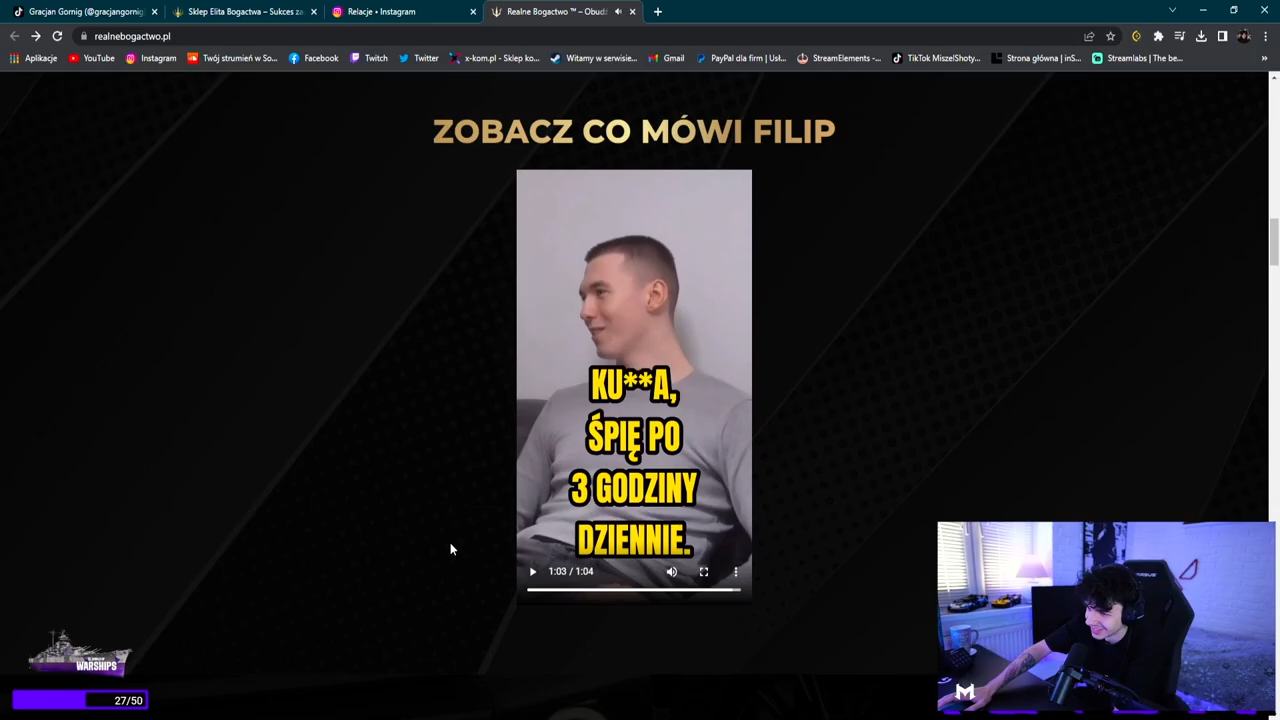 Gracjan Gornig (@gracjangornig
Sklep Elita Bogactwa – Sukces za
Relacje • Instagram
Realne Bogactwo ™ – Obudź
realnebogactwo.pl
Aplikacje
YouTube
Instagram
Twój strumień w So...
Facebook
Twitch
Twitter
x-kom.pl - Sklep ko...
Witamy w serwisie...
Gmail
PayPal dla firm | Usł...
StreamElements -...
TikTok MiszelShoty...
Strona główna | inS...
Streamlabs | The be...
ZOBACZ CO MÓWI FILIP
KU**A,
ŚPIĘ PO
3 GODZINY
DZIENNIE.
1:03 / 1:04
WARSHIPS
27/50
M